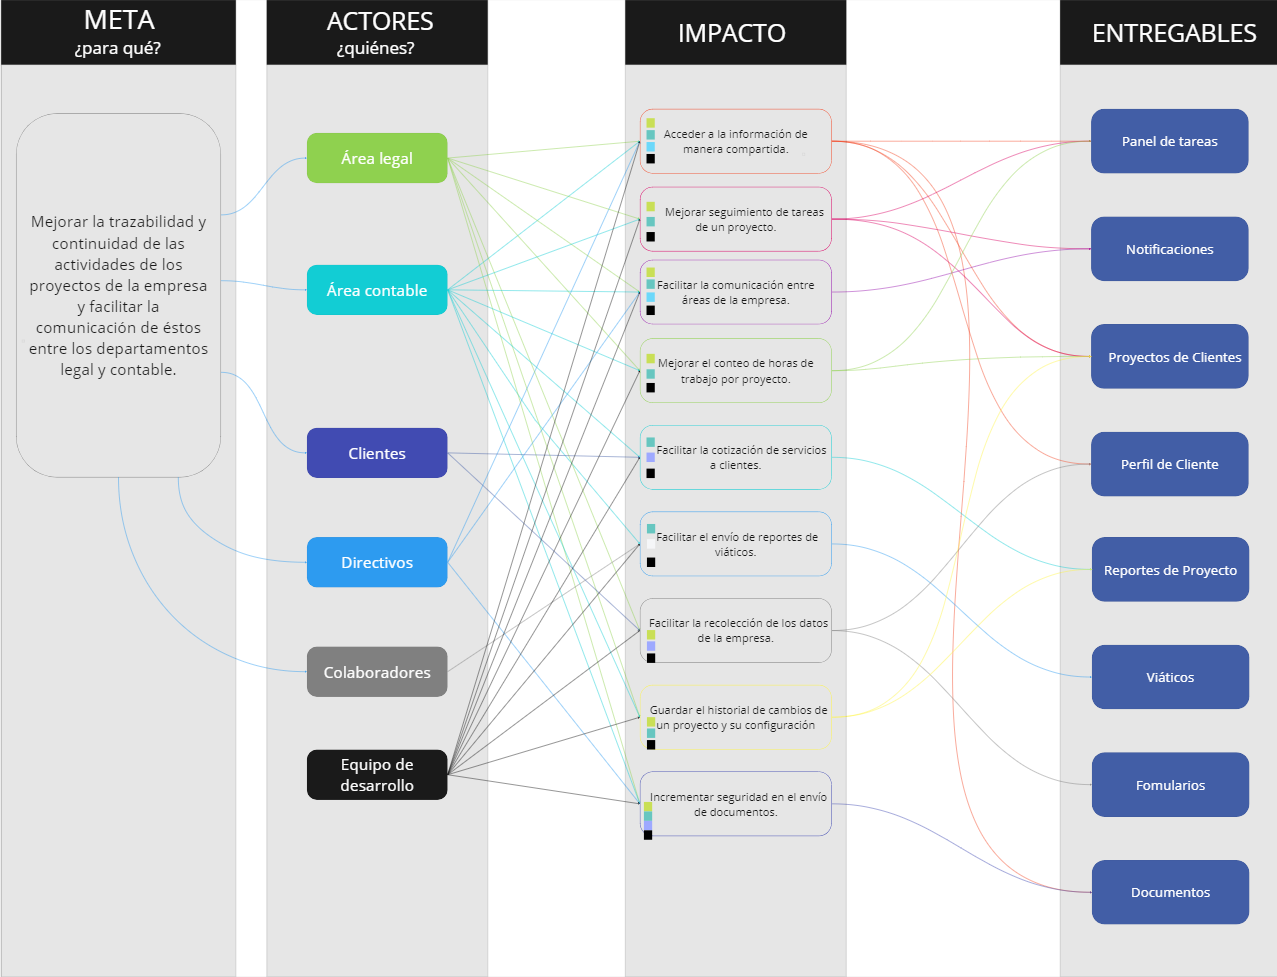 META
¿para qué?
ACTORES
¿quiénes?
IMPACTO
ENTREGABLES
Mejorar la trazabilidad y
continuidad de las
actividades de los
proyectos de la empresa
y facilitar la
comunicación de éstos
entre los departamentos
legal y contable.
Área legal
Área contable
Clientes
Directivos
Colaboradores
Equipo de
desarrollo
Acceder a la información de
manera compartida.
Mejorar seguimiento de tareas
de un proyecto.
Facilitar la comunicación entre
áreas de la empresa.
Mejorar el conteo de horas de
trabajo por proyecto.
Facilitar la cotización de servicios
a clientes.
Facilitar el envío de reportes de
viáticos.
Facilitar la recolección de los datos
de la empresa.
Guardar el historial de cambios de
un proyecto y su configuración
Incrementar seguridad en el envío
de documentos.
Panel de tareas
Notificaciones
Proyectos de Clientes
Perfil de Cliente
Reportes de Proyecto
Viáticos
Fomularios
Documentos